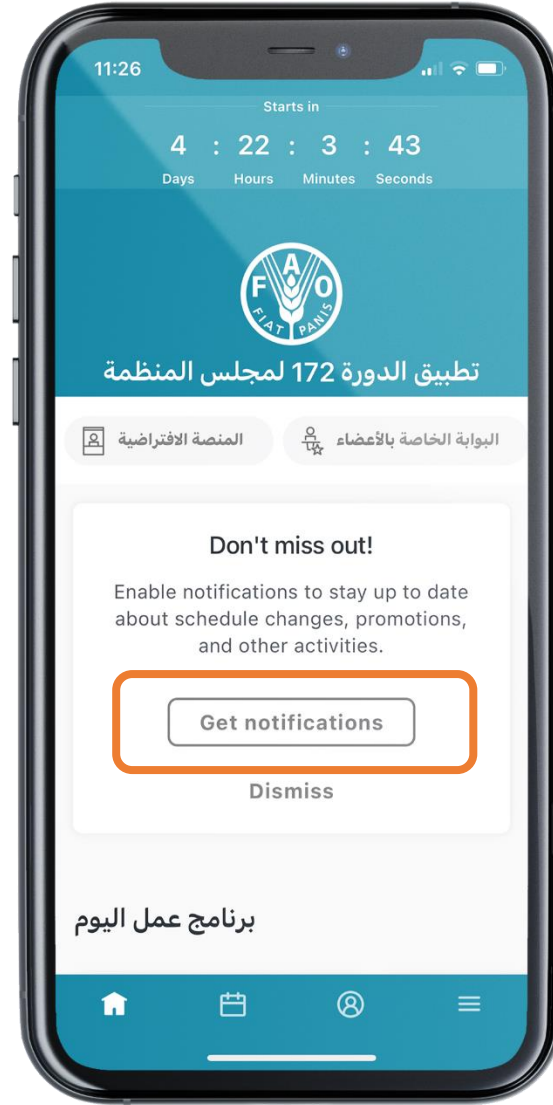 11:26
Starts in
4 : 22 : 3 : 43
Days Hours Minutes Seconds
FAO
FIAT PANIS
تطبيق الدورة 172 لمجلس المنظمة
البوابة الخاصة بالأعضاء
المنصة الافتراضية
Don't miss out!
Enable notifications to stay up to date
about schedule changes, promotions,
and other activities.
Get notifications
Dismiss
برنامج عمل اليوم